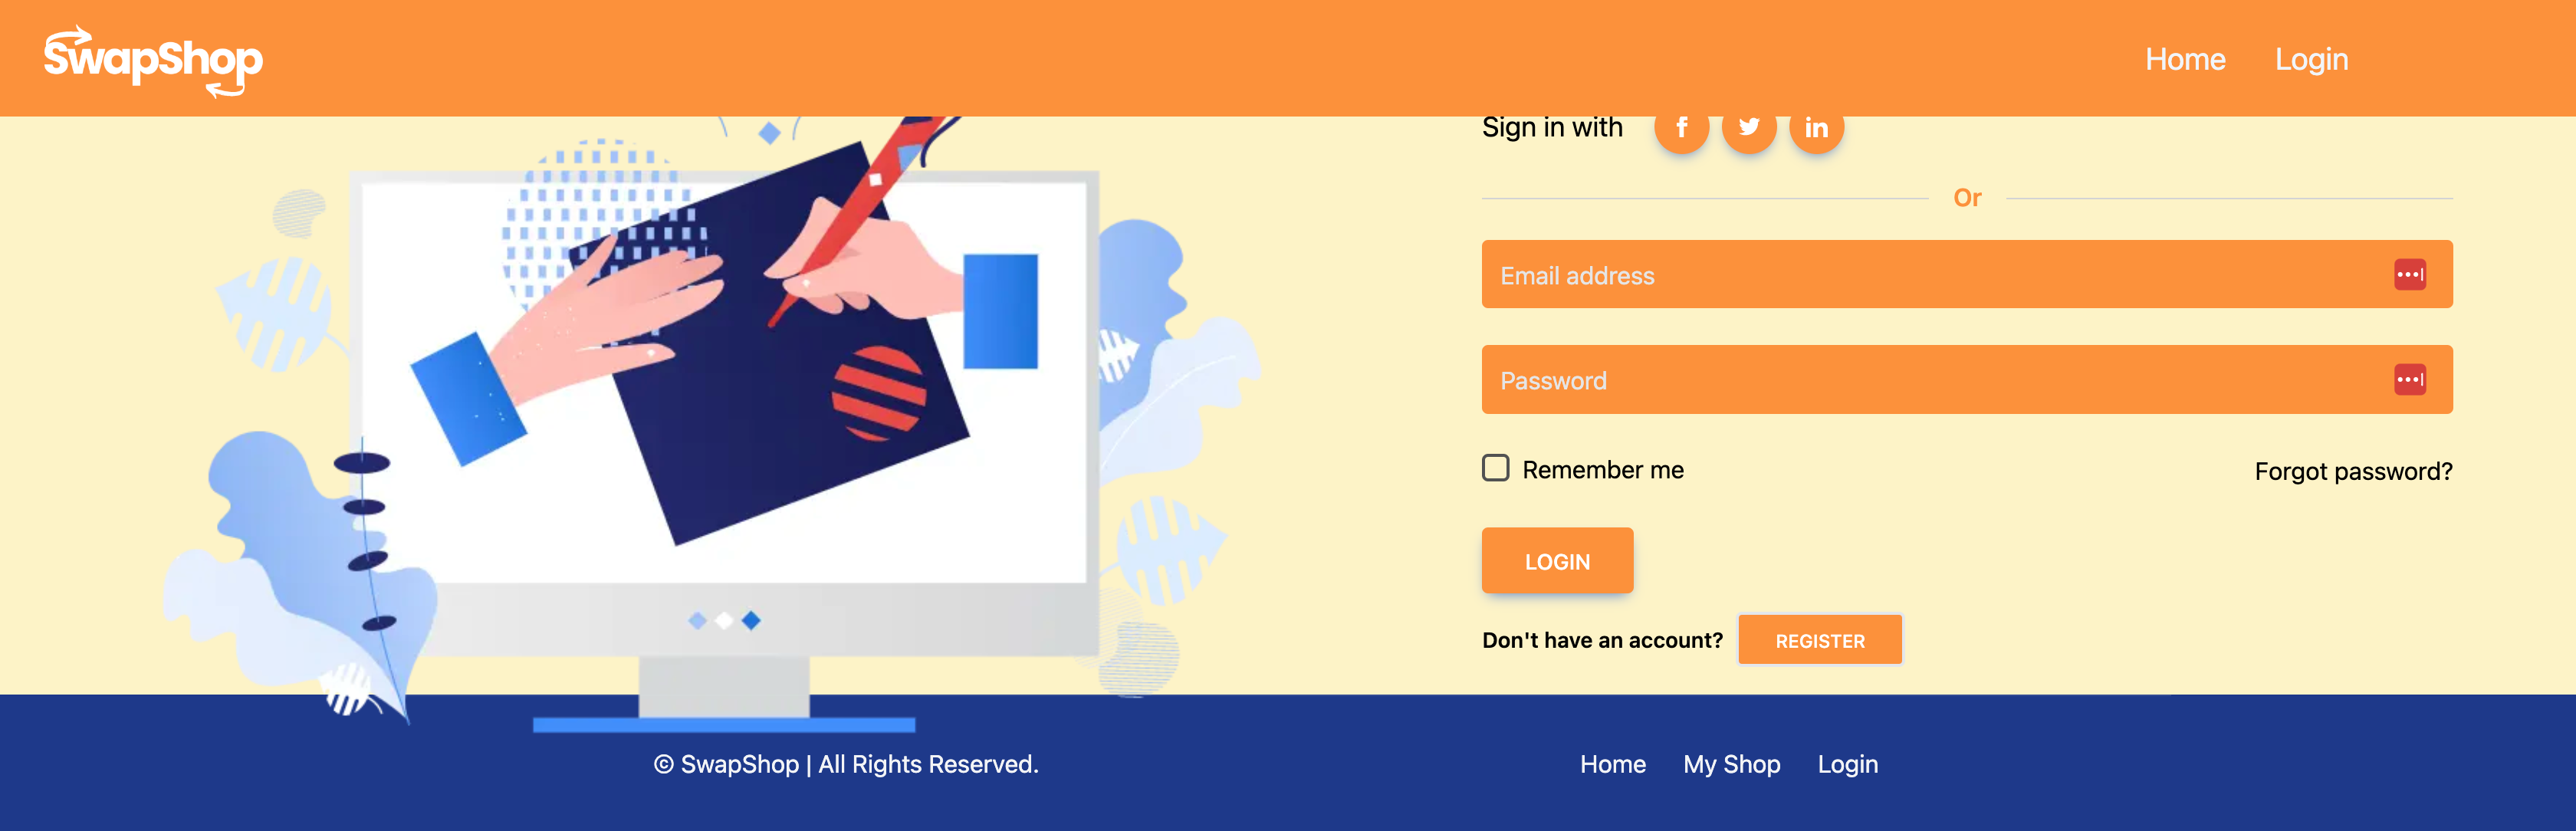 SwapShop
Home Login
Sign in with
Or
Email address
Password
Remember me Forgot password?
LOGIN
Don't have an account? REGISTER
© SwapShop | All Rights Reserved. Home My Shop Login